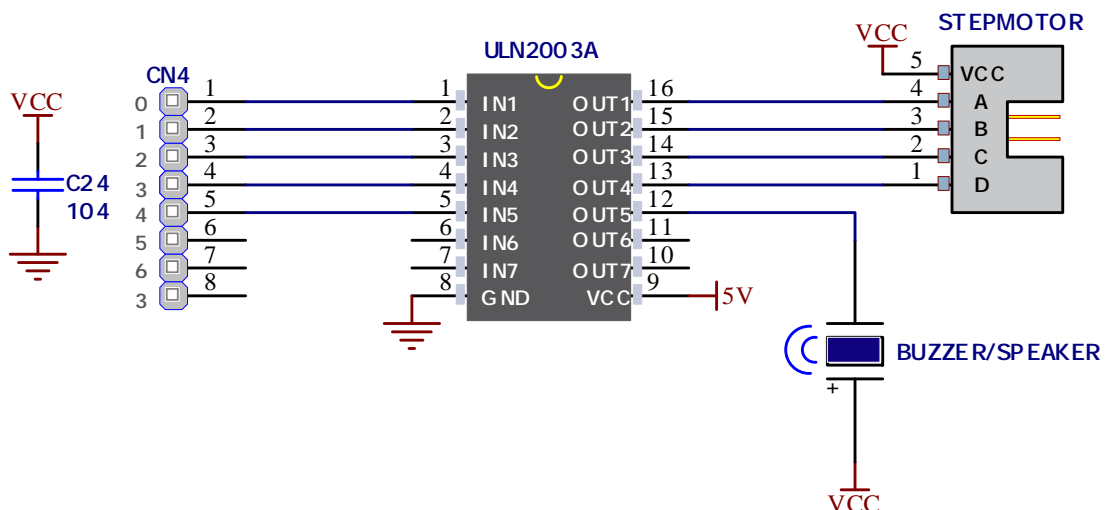 STEPMOTOR
VCC
ULN2003A
5 VCC
CN4
VCC
0 1 1 IN1 OUT1 16 4 A
1 2 2 IN2 OUT2 15 3 B
2 3 3 IN3 OUT3 14 2 C
3 4 4 IN4 OUT4 13 1 D
C24
104
4 5 5 IN5 OUT5 12
5 6 6 IN6 OUT6 11
6 7 7 IN7 OUT7 10
3 8 8 GND VCC 9 5V
BUZZER/SPEAKER
+
VCC